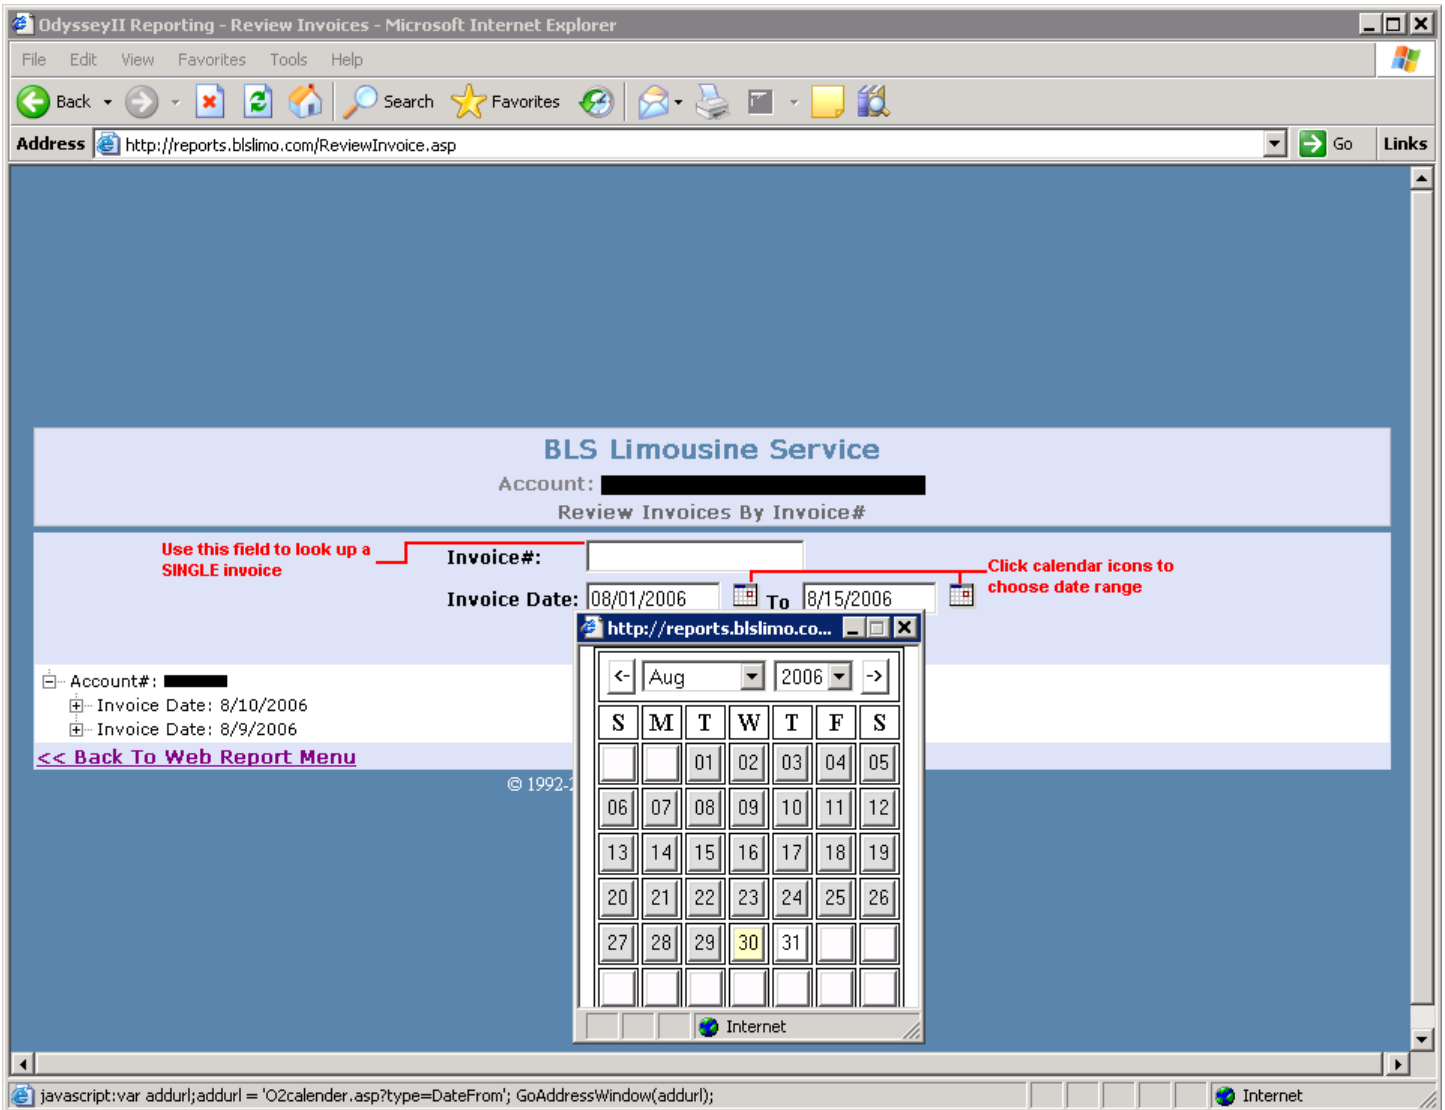 OdysseyII Reporting - Review Invoices - Microsoft Internet Explorer
File Edit View Favorites Tools Help
Back Search Favorites
Address http://reports.blslimo.com/ReviewInvoice.asp Go Links
BLS Limousine Service
Account:
Review Invoices By Invoice#
Use this field to look up a
SINGLE invoice
Invoice#:
Click calendar icons to
choose date range
Invoice Date: 08/01/2006 To 8/15/2006
http://reports.blslimo.co...
<- Aug 2006 ->
S M T W T F S
01 02 03 04 05
06 07 08 09 10 11 12
13 14 15 16 17 18 19
20 21 22 23 24 25 26
27 28 29 30 31
Internet
Account#:
Invoice Date: 8/10/2006
Invoice Date: 8/9/2006
<< Back To Web Report Menu
© 1992-
javascript:var addurl;addurl = 'O2calender.asp?type=DateFrom'; GoAddressWindow(addurl); Internet